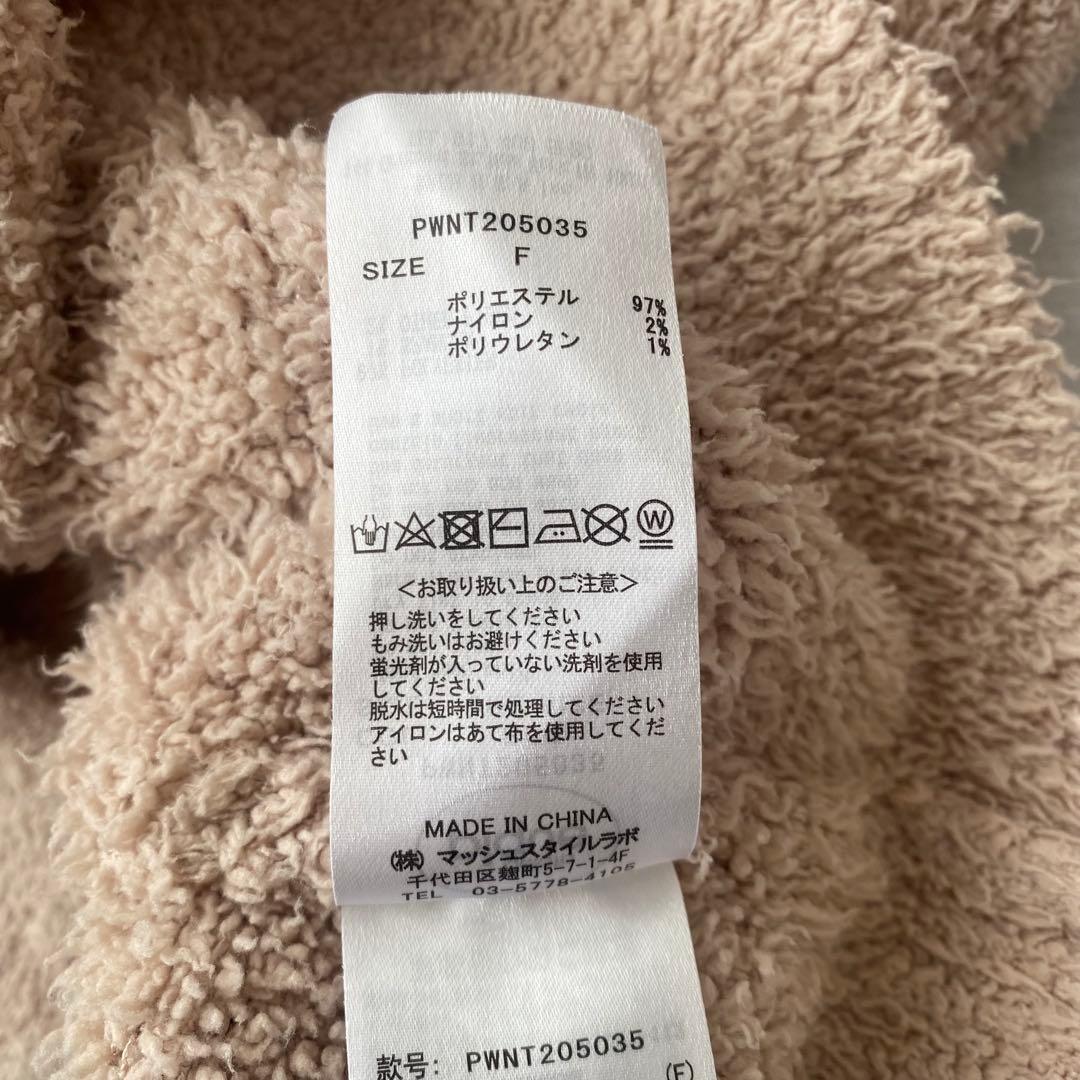 PWNT205035
SIZE F
ポリエステル 97%
ナイロン 2%
ポリウレタン 1%
W
<お取り扱い上のご注意>
押し洗いをしてください
もみ洗いはお避けください
蛍光剤が入っていない洗剤を使用
してください
脱水は短時間で処理してください
アイロンはあて布を使用してくだ
さい
MADE IN CHINA
(株) マッシュスタイルラボ
千代田区麹町5-7-1-4F
TEL 03-5778-4105
款号: PWNT205035
(F)